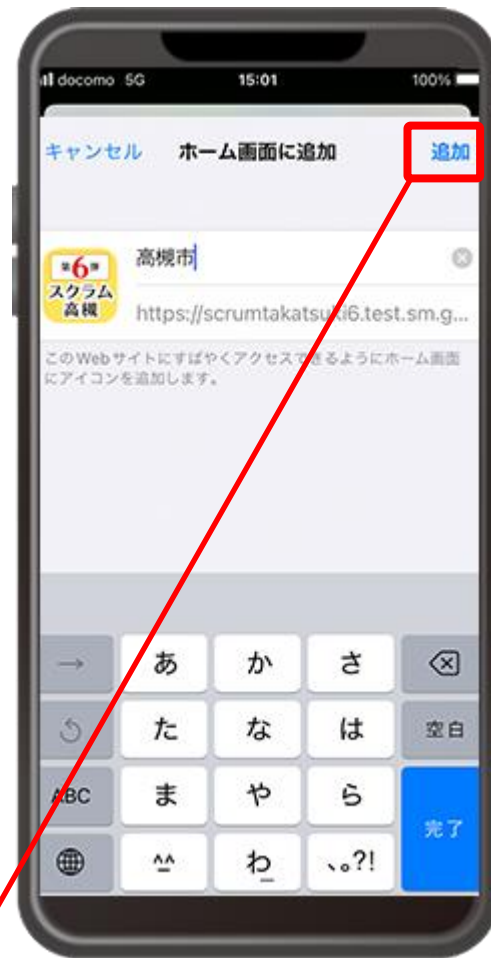 docomo 5G 15:01 100%
キャンセル ホーム画面に追加 追加
第6弾
スクラム
高槻
高槻市
https://scrumtakatsuki6.test.sm.g...
このWebサイトにすばやくアクセスできるようにホーム画面
にアイコンを追加します。
→ あ か さ
た な は 空白
ABC ま や ら
完了
^^ わ 、。?!